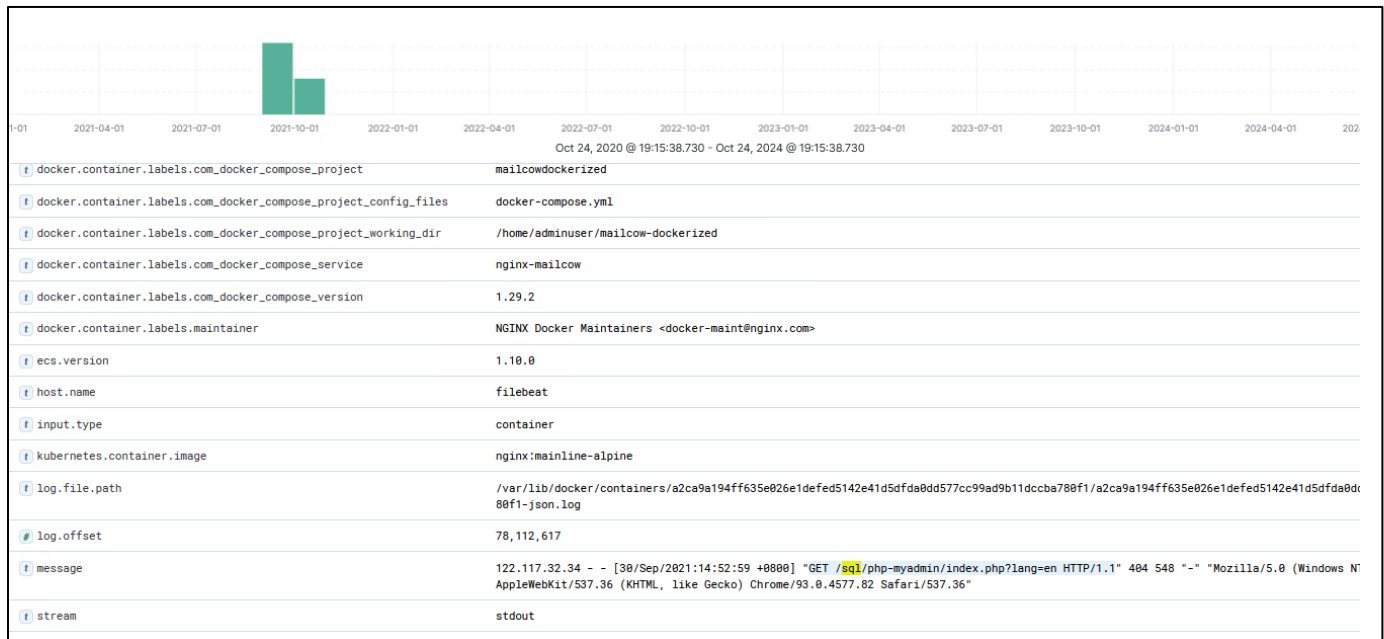 1-01 2021-04-01 2021-07-01 2021-10-01 2022-01-01 2022-04-01 2022-07-01 2022-10-01 2023-01-01 2023-04-01 2023-07-01 2023-10-01 2024-01-01 2024-04-01 202
Oct 24, 2020 @ 19:15:38.730 - Oct 24, 2024 @ 19:15:38.730
t docker.container.labels.com_docker_compose_project mailcowdockerized
t docker.container.labels.com_docker_compose_project_config_files docker-compose.yml
t docker.container.labels.com_docker_compose_project_working_dir /home/adminuser/mailcow-dockerized
t docker.container.labels.com_docker_compose_service nginx-mailcow
t docker.container.labels.com_docker_compose_version 1.29.2
t docker.container.labels.maintainer NGINX Docker Maintainers <docker-maint@nginx.com>
t ecs.version 1.10.0
t host.name filebeat
t input.type container
t kubernetes.container.image nginx:mainline-alpine
t log.file.path /var/lib/docker/containers/a2ca9a194ff635e026e1defed5142e41d5dfda0dd577cc99ad9b11dccba780f1/a2ca9a194ff635e026e1defed5142e41d5dfda0dd
80f1-json.log
# log.offset 78,112,617
t message 122.117.32.34 - - [30/Sep/2021:14:52:59 +0800] "GET /sql/php-myadmin/index.php?lang=en HTTP/1.1" 404 548 "-" "Mozilla/5.0 (Windows NT
AppleWebKit/537.36 (KHTML, like Gecko) Chrome/93.0.4577.82 Safari/537.36"
t stream stdout